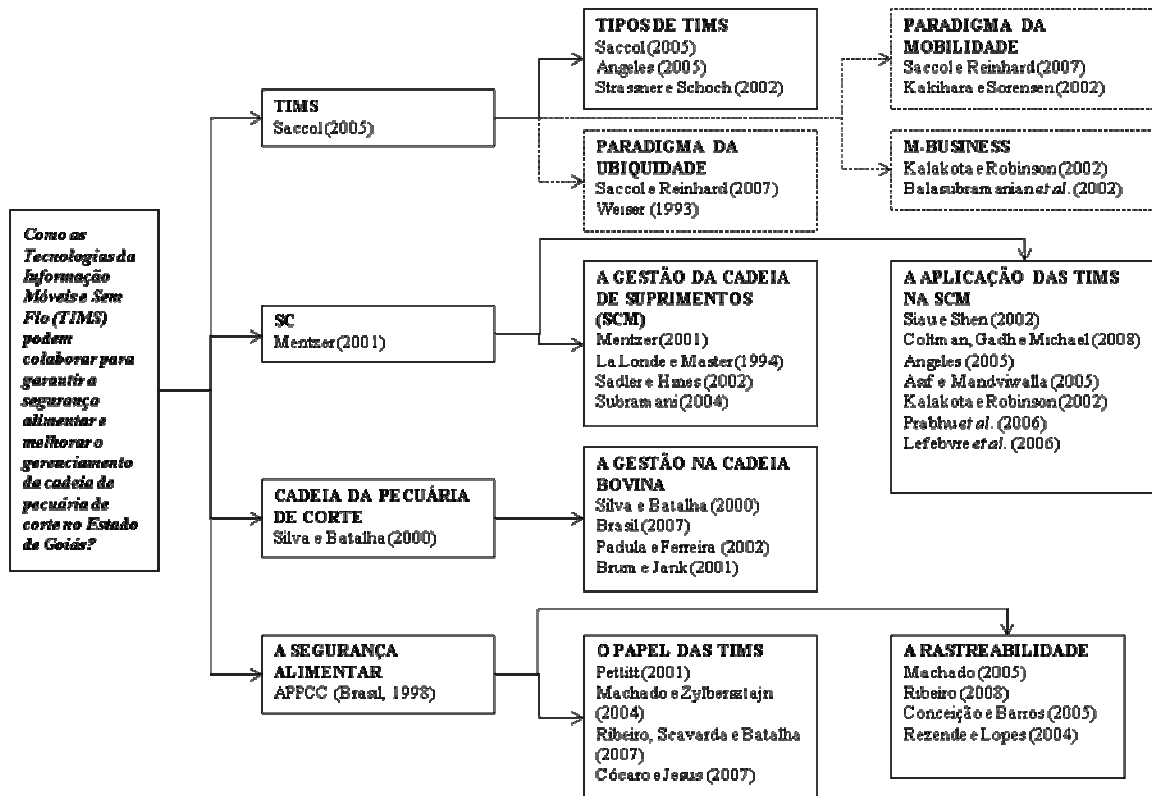 Como as
Tecnologias da
Informação
Móveis e Sem
Fio (TIMS)
podem
colaborar para
garantir a
segurança
alimentar e
melhorar o
gerenciamento
da cadeia de
pecuária de
corte no Estado
de Goiás?
TIMS
Saccol (2005)
TIPOS DE TIMS
Saccol (2005)
Angeles (2005)
Strassner e Schoch (2002)
PARADIGMA DA
MOBILIDADE
Saccol e Reinhard (2007)
Kakihara e Sorensen (2002)
PARADIGMA DA
UBIQUIDADE
Saccol e Reinhard (2007)
Weiser (1993)
M-BUSINESS
Kalakota e Robinson (2002)
Balasubramanian et al. (2002)
SC
Mentzer (2001)
A GESTÃO DA CADEIA
DE SUPRIMENTOS
(SCM)
Mentzer (2001)
La Londe e Master (1994)
Sadler e Hines (2002)
Subramani (2004)
A APLICAÇÃO DAS TIMS
NA SCM
Siau e Shen (2002)
Coltman, Gadh e Michael (2008)
Angeles (2005)
Asif e Mandviwalla (2005)
Kalakota e Robinson (2002)
Prabhu et al. (2006)
Lefebvre et al. (2006)
CADEIA DA PECUÁRIA
DE CORTE
Silva e Batalha (2000)
A GESTÃO NA CADEIA
BOVINA
Silva e Batalha (2000)
Brasil (2007)
Padula e Ferreira (2002)
Brum e Jank (2001)
A SEGURANÇA
ALIMENTAR
APPCC (Brasil, 1998)
O PAPEL DAS TIMS
Pettitt (2001)
Machado e Zylbersztajn
(2004)
Ribeiro, Scavarda e Batalha
(2007)
Cócaro e Jesus (2007)
A RASTREABILIDADE
Machado (2005)
Ribeiro (2008)
Conceição e Barros (2005)
Rezende e Lopes (2004)